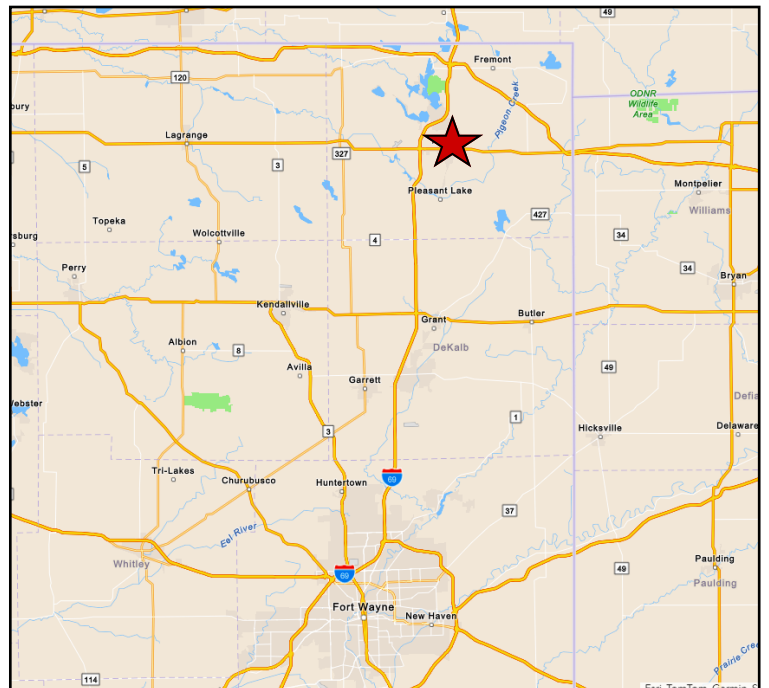 49
Fremont
120
Pigeon Creek
ODNR
Wildlife
Area
bury
Lagrange
327
5
3
Pleasant Lake
Montpelier
Williams
427
Topeka
rsburg
Wolcottville
4
34
34
Perry
Bryan
Kendallville
Grant
Butler
Albion
8
DeKalb
Avilla
Garrett
49
Webster
Defia
1
3
Hicksville
Delaware
Tri-Lakes
Churubusco
Huntertown
69
37
Eel River
Whitley
69
49
Paulding
Paulding
Fort Wayne
New Haven
Prairie Cree
114